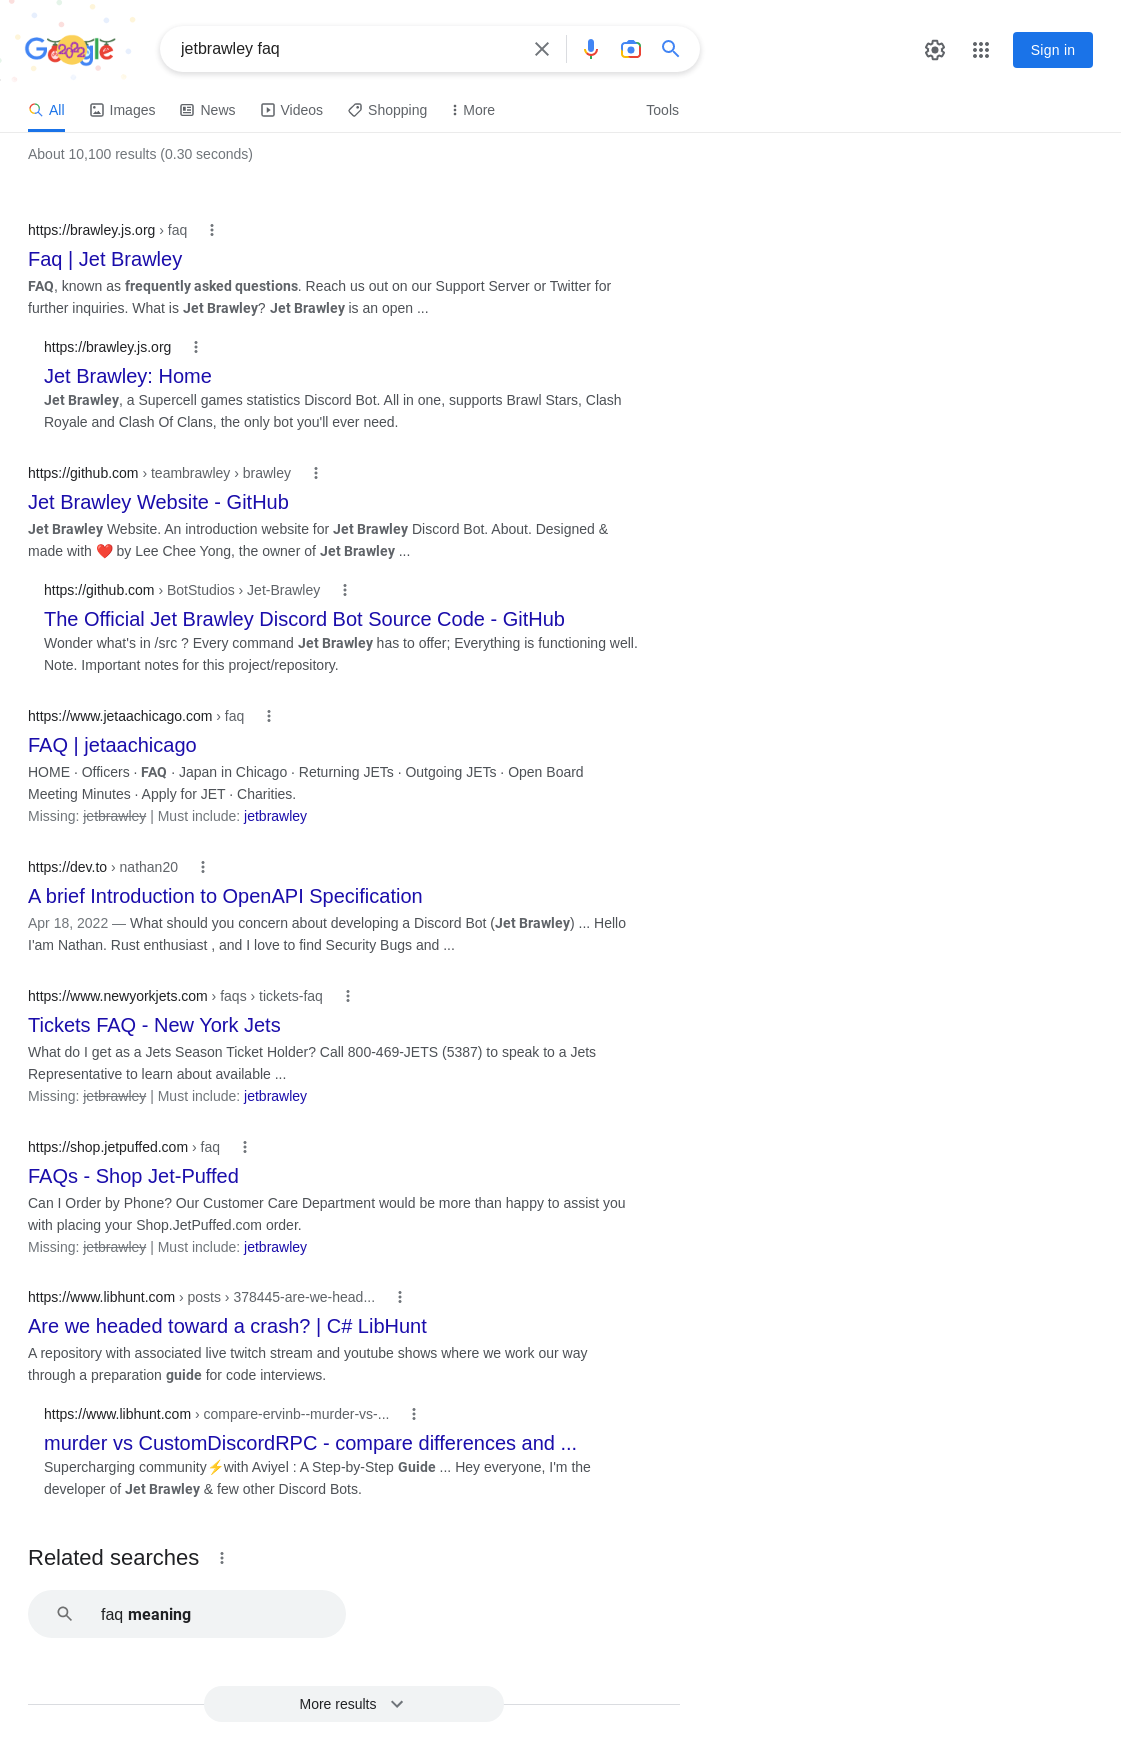 Google
jetbrawley faq
Sign in
All
Images
News
Videos
Shopping
More
Tools
About 10,100 results (0.30 seconds)
https://brawley.js.org › faq
Faq | Jet Brawley
FAQ, known as frequently asked questions. Reach us out on our Support Server or Twitter for
further inquiries. What is Jet Brawley? Jet Brawley is an open ...
https://brawley.js.org
Jet Brawley: Home
Jet Brawley, a Supercell games statistics Discord Bot. All in one, supports Brawl Stars, Clash
Royale and Clash Of Clans, the only bot you'll ever need.
https://github.com › teambrawley › brawley
Jet Brawley Website - GitHub
Jet Brawley Website. An introduction website for Jet Brawley Discord Bot. About. Designed &
made with ❤️ by Lee Chee Yong, the owner of Jet Brawley ...
https://github.com › BotStudios › Jet-Brawley
The Official Jet Brawley Discord Bot Source Code - GitHub
Wonder what's in /src ? Every command Jet Brawley has to offer; Everything is functioning well.
Note. Important notes for this project/repository.
https://www.jetaachicago.com › faq
FAQ | jetaachicago
HOME · Officers · FAQ · Japan in Chicago · Returning JETs · Outgoing JETs · Open Board
Meeting Minutes · Apply for JET · Charities.
Missing: jetbrawley | Must include: jetbrawley
https://dev.to › nathan20
A brief Introduction to OpenAPI Specification
Apr 18, 2022 — What should you concern about developing a Discord Bot (Jet Brawley) ... Hello
I'am Nathan. Rust enthusiast , and I love to find Security Bugs and ...
https://www.newyorkjets.com › faqs › tickets-faq
Tickets FAQ - New York Jets
What do I get as a Jets Season Ticket Holder? Call 800-469-JETS (5387) to speak to a Jets
Representative to learn about available ...
Missing: jetbrawley | Must include: jetbrawley
https://shop.jetpuffed.com › faq
FAQs - Shop Jet-Puffed
Can I Order by Phone? Our Customer Care Department would be more than happy to assist you
with placing your Shop.JetPuffed.com order.
Missing: jetbrawley | Must include: jetbrawley
https://www.libhunt.com › posts › 378445-are-we-head...
Are we headed toward a crash? | C# LibHunt
A repository with associated live twitch stream and youtube shows where we work our way
through a preparation guide for code interviews.
https://www.libhunt.com › compare-ervinb--murder-vs-...
murder vs CustomDiscordRPC - compare differences and ...
Supercharging community⚡with Aviyel : A Step-by-Step Guide ... Hey everyone, I'm the
developer of Jet Brawley & few other Discord Bots.
Related searches
faq meaning
More results